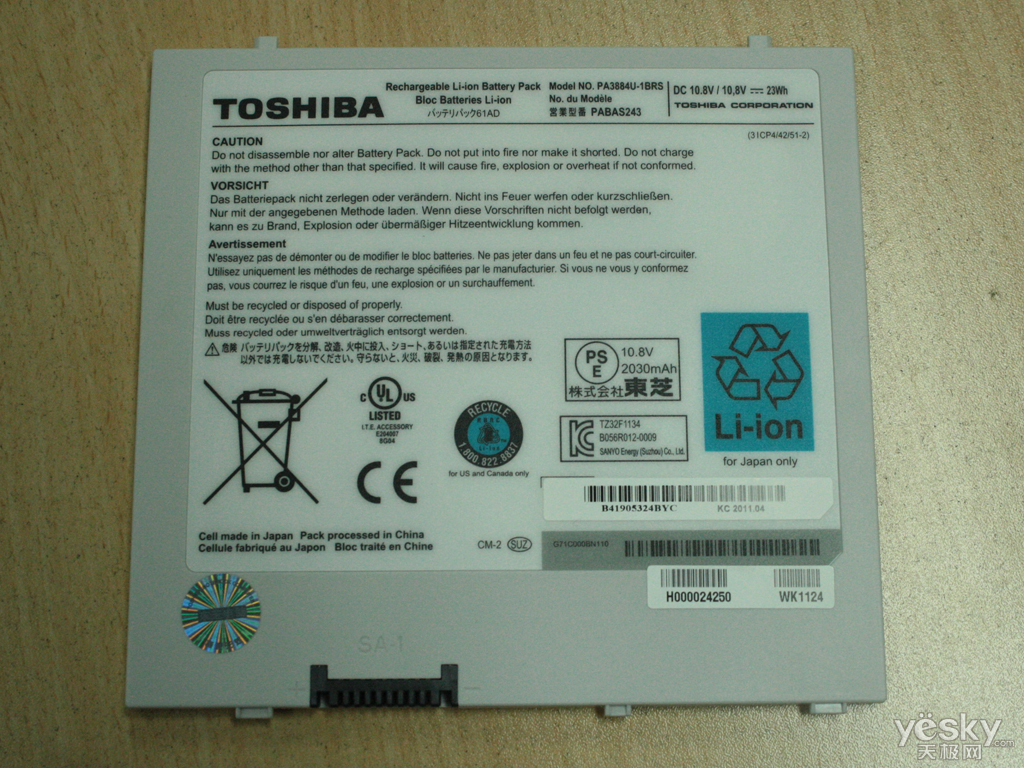 TOSHIBA
Rechargeable Li-ion Battery Pack
Bloc Batteries Li-ion
バッテリパック61AD
Model NO. PA3884U-1BRS
No. du Modèle
営業型番 PABAS243
DC 10.8V / 10,8V ⎓ 23Wh
TOSHIBA CORPORATION
(3ICP4/42/51-2)
CAUTION
Do not disassemble nor alter Battery Pack. Do not put into fire nor make it shorted. Do not charge
with the method other than that specified. It will cause fire, explosion or overheat if not conformed.
VORSICHT
Das Batteriepack nicht zerlegen oder verändern. Nicht ins Feuer werfen oder kurzschließen.
Nur mit der angegebenen Methode laden. Wenn diese Vorschriften nicht befolgt werden,
kann es zu Brand, Explosion oder übermäßiger Hitzeentwicklung kommen.
Avertissement
N'essayez pas de démonter ou de modifier le bloc batteries. Ne pas jeter dans un feu et ne pas court-circuiter.
Utilisez uniquement les méthodes de recharge spécifiées par le manufacturier. Si vous ne vous y conformez
pas, vous courrez le risque d'un feu, une explosion or un surchauffement.
Must be recycled or disposed of properly.
Doit être recyclée ou s'en débarasser correctement.
Muss recycled oder umweltverträglich entsorgt werden.
危険 バッテリパックを分解、改造、火中に投入、ショート、あるいは指定された充電方法
以外では充電しないでください。守らないと、火災、破裂、発熱の原因となります。
PS
E
10.8V
2030mAh
株式会社 東芝
Li-ion
for Japan only
C UL US
LISTED
I.T.E. ACCESSORY
E204607
8G04
RECYCLE
RBRC
Li-ion
1.800.822.8837
for US and Canada only
CE
TZ32F1134
B056R012-0009
SANYO Energy (Suzhou) Co., Ltd.
B41905324BYC
KC 2011.04
Cell made in Japan Pack processed in China
Cellule fabriqué au Japon Bloc traité en Chine
CM-2 SUZ
G71C000BN110
H000024250
WK1124
SA-1
+ −
yësky
.com
天极网